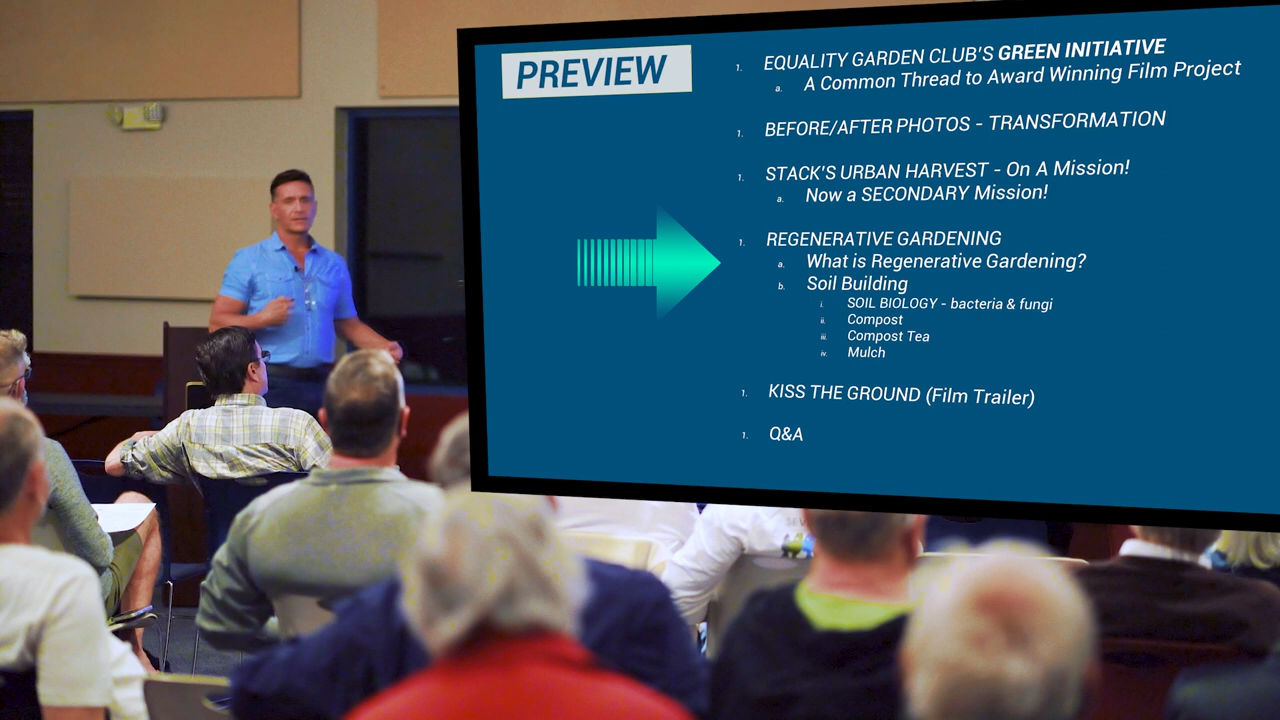 PREVIEW
1. EQUALITY GARDEN CLUB'S GREEN INITIATIVE
a. A Common Thread to Award Winning Film Project
1. BEFORE/AFTER PHOTOS - TRANSFORMATION
1. STACK'S URBAN HARVEST - On A Mission!
a. Now a SECONDARY Mission!
1. REGENERATIVE GARDENING
a. What is Regenerative Gardening?
b. Soil Building
i. SOIL BIOLOGY - bacteria & fungi
ii. Compost
iii. Compost Tea
iv. Mulch
1. KISS THE GROUND (Film Trailer)
1. Q&A